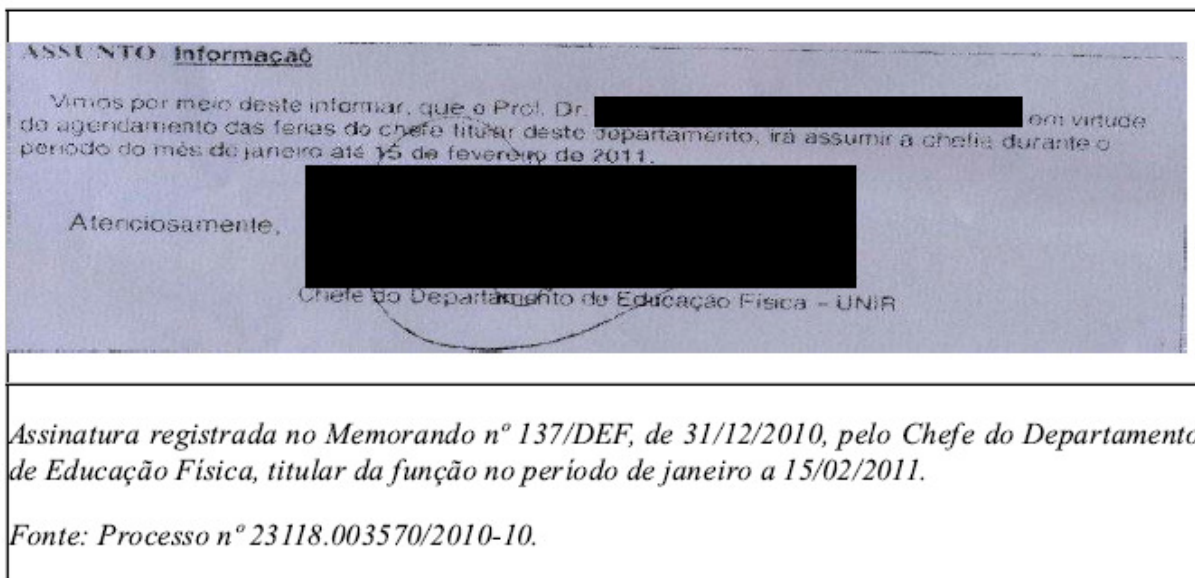 ASSUNTO Informação
Vimos por meio deste informar, que o Prof. Dr. em virtude
do agendamento das ferias do chefe titular deste departamento, irá assumir a chefia durante o
período do mês de janeiro até 15 de fevereiro de 2011.
Atenciosamente,
Chefe do Departamento de Educação Física – UNIR
Assinatura registrada no Memorando nº 137/DEF, de 31/12/2010, pelo Chefe do Departamento
de Educação Física, titular da função no período de janeiro a 15/02/2011.
Fonte: Processo nº 23118.003570/2010-10.